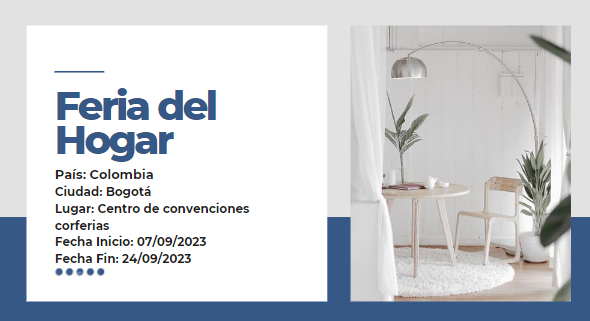 Feria del
Hogar
País: Colombia
Ciudad: Bogotá
Lugar: Centro de convenciones
corferias
Fecha Inicio: 07/09/2023
Fecha Fin: 24/09/2023